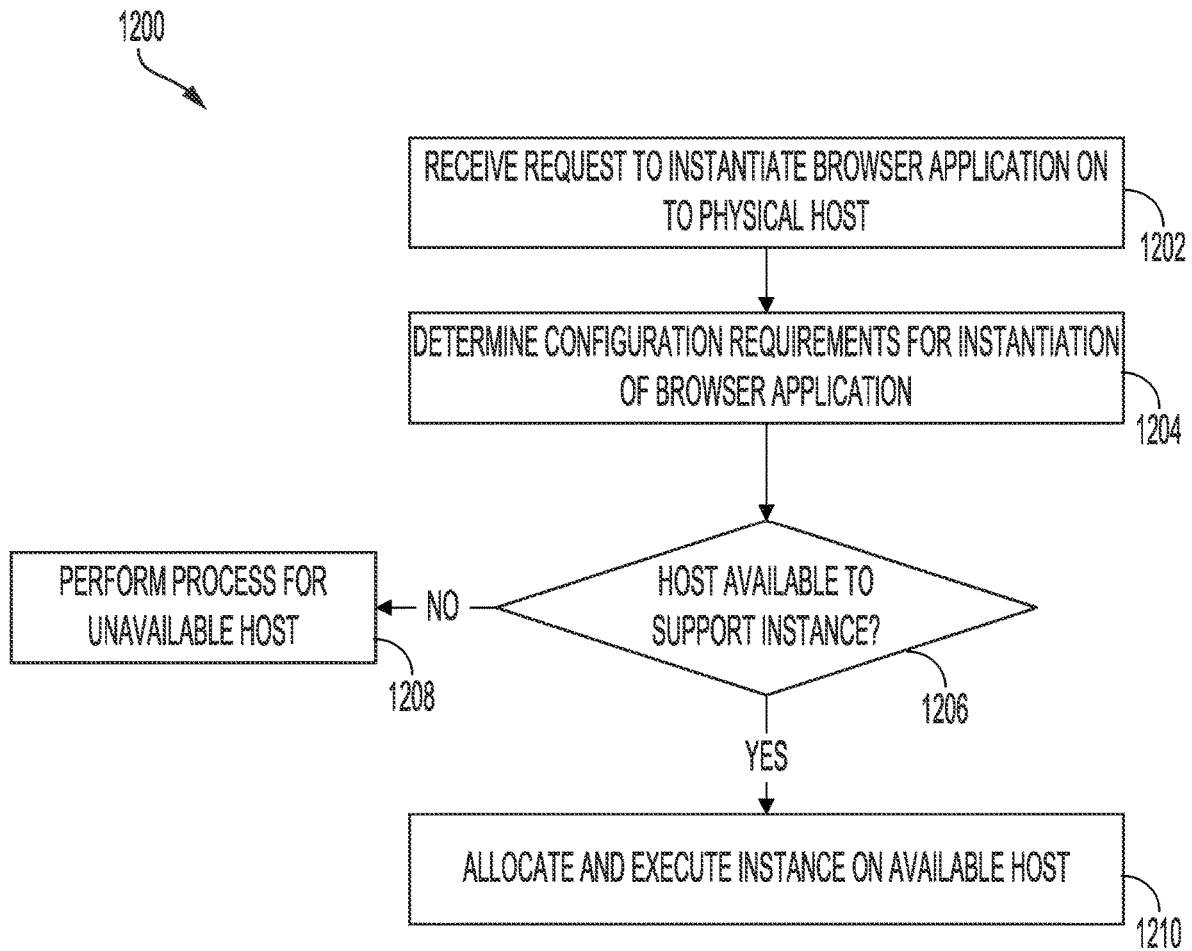 1200
RECEIVE REQUEST TO INSTANTIATE BROWSER APPLICATION ON
TO PHYSICAL HOST
1202
DETERMINE CONFIGURATION REQUIREMENTS FOR INSTANTIATION
OF BROWSER APPLICATION
1204
HOST AVAILABLE TO
SUPPORT INSTANCE?
1206
NO
PERFORM PROCESS FOR
UNAVAILABLE HOST
1208
YES
ALLOCATE AND EXECUTE INSTANCE ON AVAILABLE HOST
1210